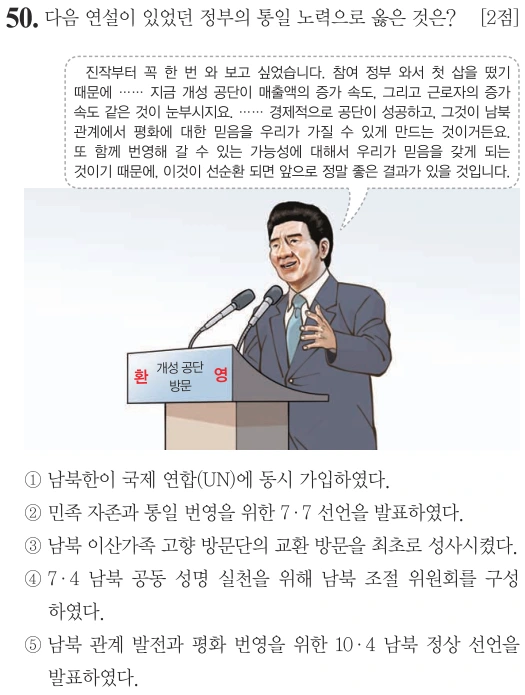 50. 다음 연설이 있었던 정부의 통일 노력으로 옳은 것은? [2점]
진작부터 꼭 한 번 와 보고 싶었습니다. 참여 정부 와서 첫 삽을 떴기
때문에 …… 지금 개성 공단이 매출액의 증가 속도, 그리고 근로자의 증가
속도 같은 것이 눈부시지요. …… 경제적으로 공단이 성공하고, 그것이 남북
관계에서 평화에 대한 믿음을 우리가 가질 수 있게 만드는 것이거든요.
또 함께 번영해 갈 수 있는 가능성에 대해서 우리가 믿음을 갖게 되는
것이기 때문에, 이것이 선순환 되면 앞으로 정말 좋은 결과가 있을 것입니다.
환 개성 공단 영
방문
① 남북한이 국제 연합(UN)에 동시 가입하였다.
② 민족 자존과 통일 번영을 위한 7·7 선언을 발표하였다.
③ 남북 이산가족 고향 방문단의 교환 방문을 최초로 성사시켰다.
④ 7·4 남북 공동 성명 실천을 위해 남북 조절 위원회를 구성
하였다.
⑤ 남북 관계 발전과 평화 번영을 위한 10·4 남북 정상 선언을
발표하였다.